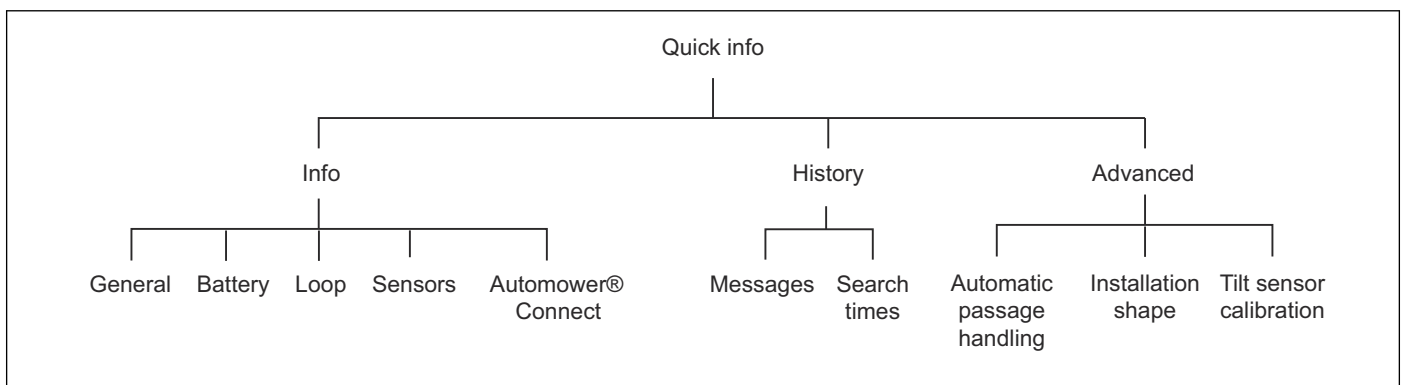 Quick info
Info
History
Advanced
General
Battery
Loop
Sensors
Automower®
Connect
Messages
Search
times
Automatic
passage
handling
Installation
shape
Tilt sensor
calibration